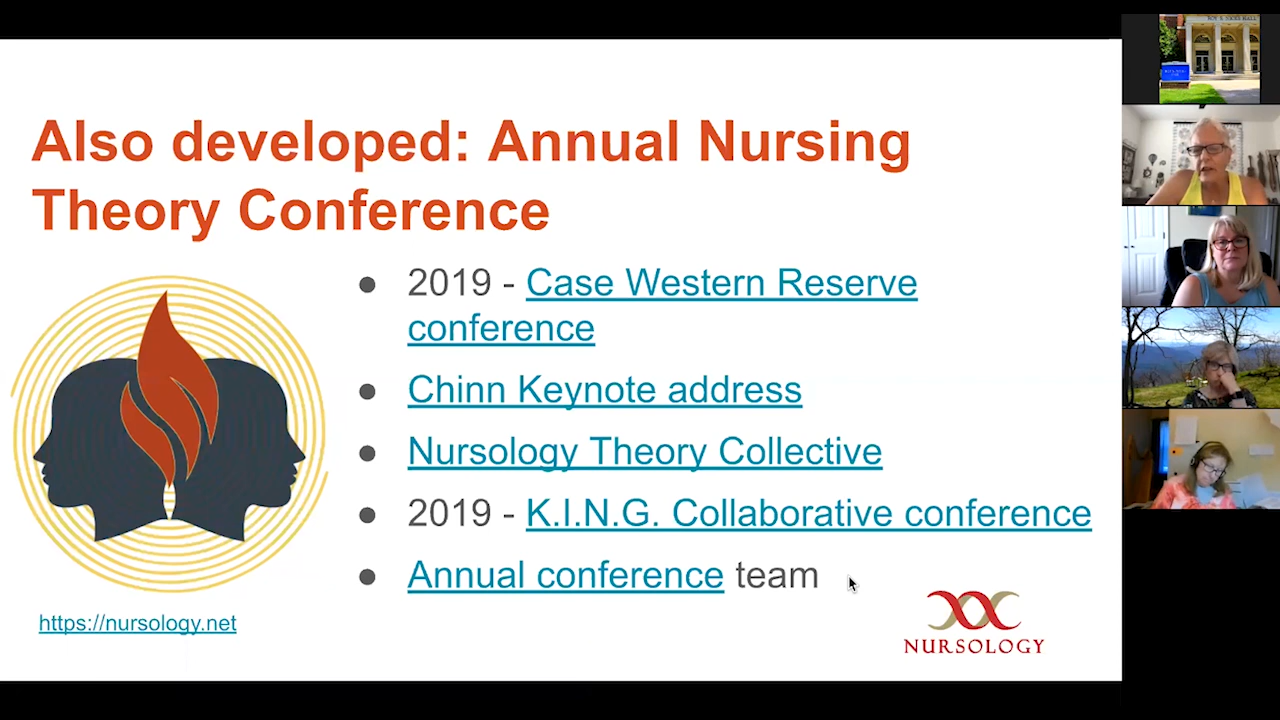 Also developed: Annual Nursing
Theory Conference
● 2019 - Case Western Reserve
conference
● Chinn Keynote address
● Nursology Theory Collective
● 2019 - K.I.N.G. Collaborative conference
● Annual conference team
https://nursology.net
NURSOLOGY